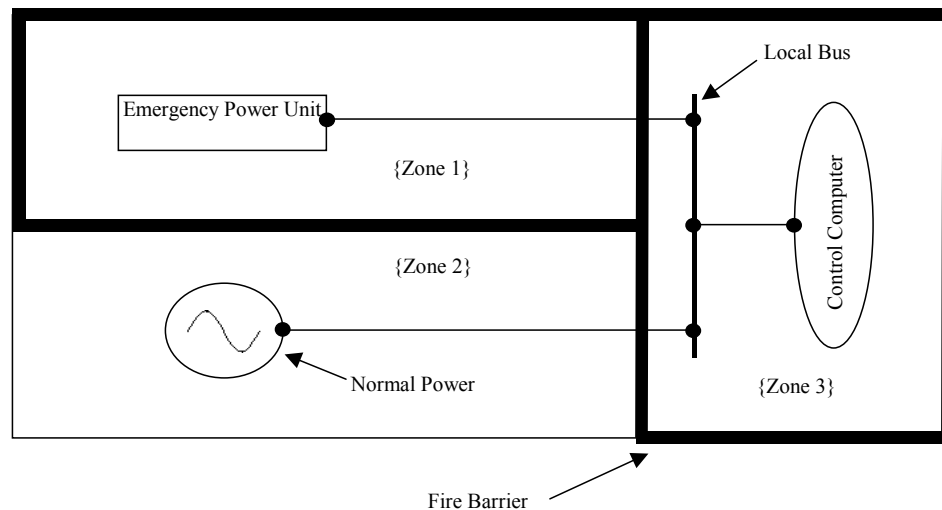 Local Bus
Emergency Power Unit
{Zone 1}
Control Computer
{Zone 2}
Normal Power
{Zone 3}
Fire Barrier